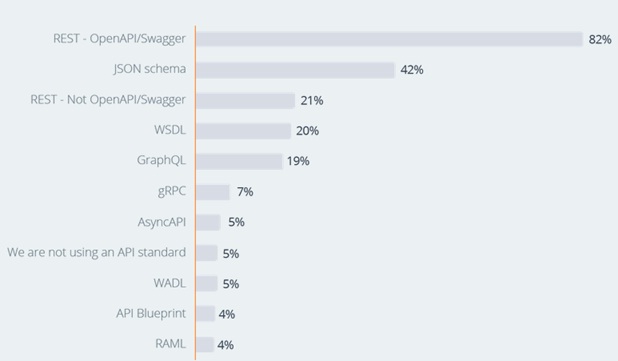 REST - OpenAPI/Swagger 82%
JSON schema 42%
REST - Not OpenAPI/Swagger 21%
WSDL 20%
GraphQL 19%
gRPC 7%
AsyncAPI 5%
We are not using an API standard 5%
WADL 5%
API Blueprint 4%
RAML 4%